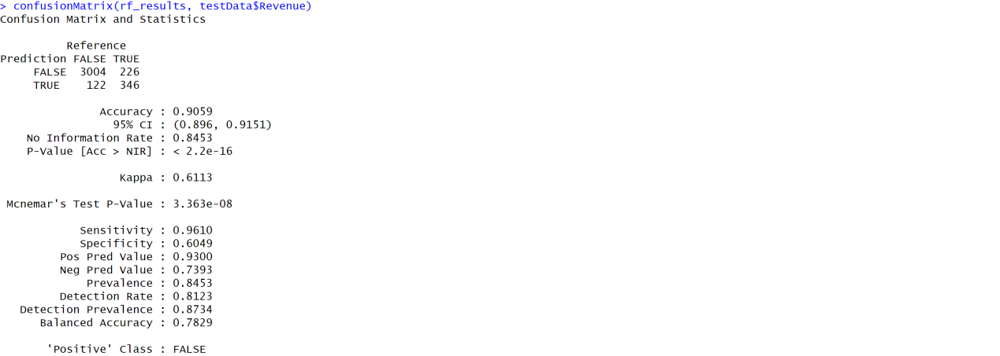 > confusionMatrix(rf_results, testData$Revenue)
Confusion Matrix and Statistics
Reference
Prediction FALSE TRUE
FALSE 3004 226
TRUE 122 346
Accuracy : 0.9059
95% CI : (0.896, 0.9151)
No Information Rate : 0.8453
P-Value [Acc > NIR] : < 2.2e-16
Kappa : 0.6113
Mcnemar's Test P-Value : 3.363e-08
Sensitivity : 0.9610
Specificity : 0.6049
Pos Pred Value : 0.9300
Neg Pred Value : 0.7393
Prevalence : 0.8453
Detection Rate : 0.8123
Detection Prevalence : 0.8734
Balanced Accuracy : 0.7829
'Positive' Class : FALSE